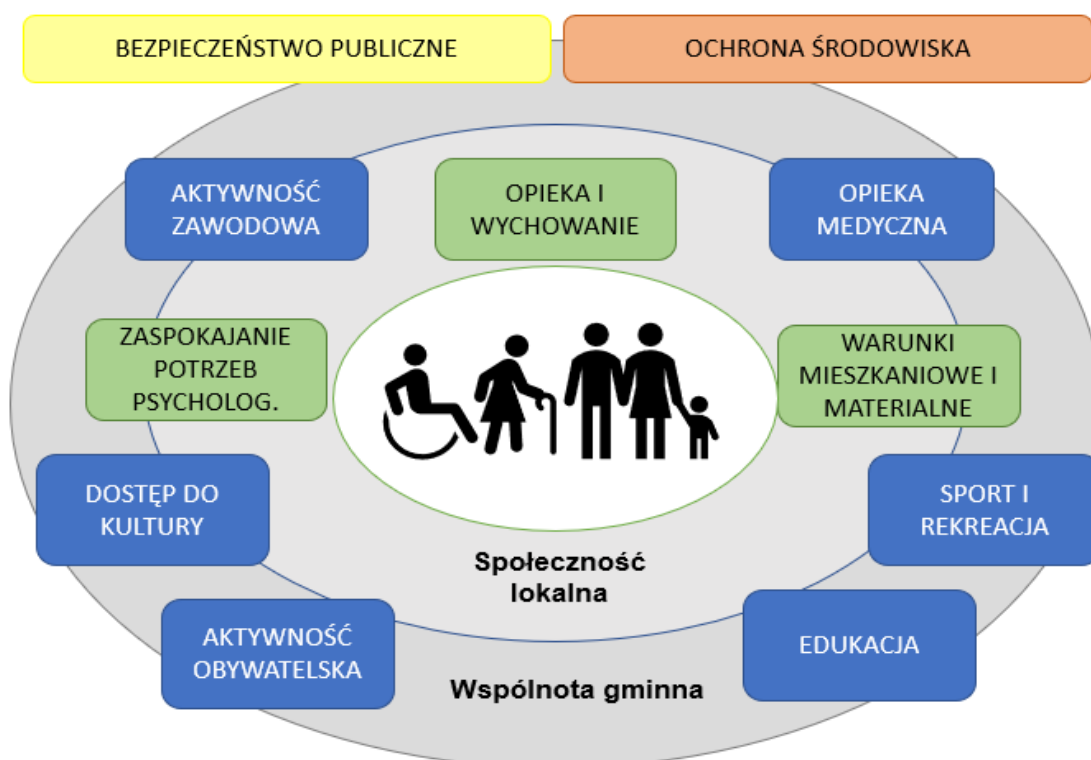 BEZPIECZEŃSTWO PUBLICZNE
OCHRONA ŚRODOWISKA
AKTYWNOŚĆ
ZAWODOWA
OPIEKA I
WYCHOWANIE
OPIEKA
MEDYCZNA
ZASPOKAJANIE
POTRZEB
PSYCHOLOG.
WARUNKI
MIESZKANIOWE I
MATERIALNE
DOSTĘP DO
KULTURY
SPORT I
REKREACJA
Społeczność
lokalna
AKTYWNOŚĆ
OBYWATELSKA
EDUKACJA
Wspólnota gminna